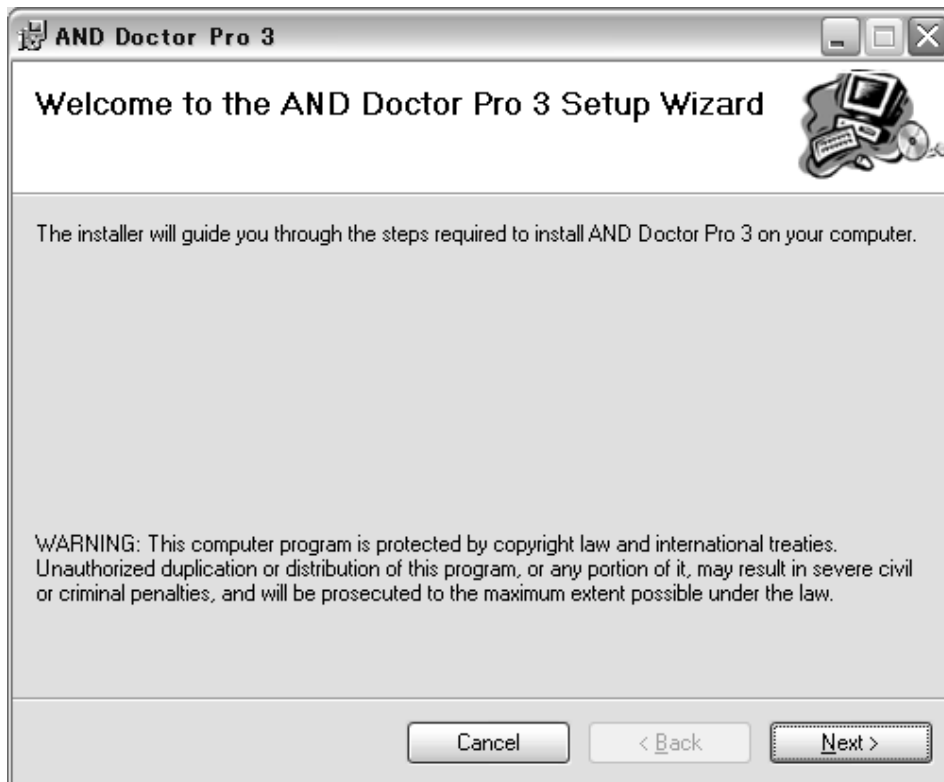 AND Doctor Pro 3
Welcome to the AND Doctor Pro 3 Setup Wizard
The installer will guide you through the steps required to install AND Doctor Pro 3 on your computer.
WARNING: This computer program is protected by copyright law and international treaties.
Unauthorized duplication or distribution of this program, or any portion of it, may result in severe civil
or criminal penalties, and will be prosecuted to the maximum extent possible under the law.
Cancel
< Back
Next >